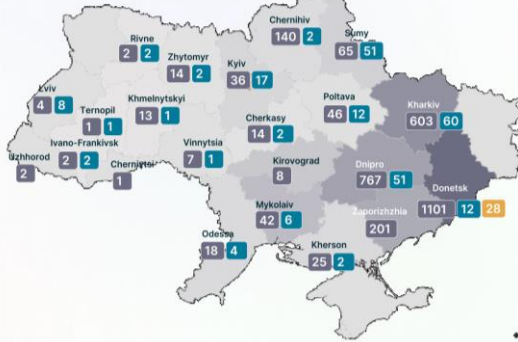 Chernihiv
140 2
Sumy
65 51
Rivne
2 2
Zhytomyr
14 2
Kyiv
36 17
Lviv
4 8
Ternopil
1 1
Khmelnytskyi
13 1
Poltava
46 12
Kharkiv
603 60
Cherkasy
14 2
Ivano-Frankivsk
2 2
Vinnytsia
7 1
Uzhhorod
2
Chernivtsi
1
Kirovograd
8
Dnipro
767 51
Donetsk
1101 12 28
Mykolaiv
42 6
Zaporizhzhia
201
Odessa
18 4
Kherson
25 2